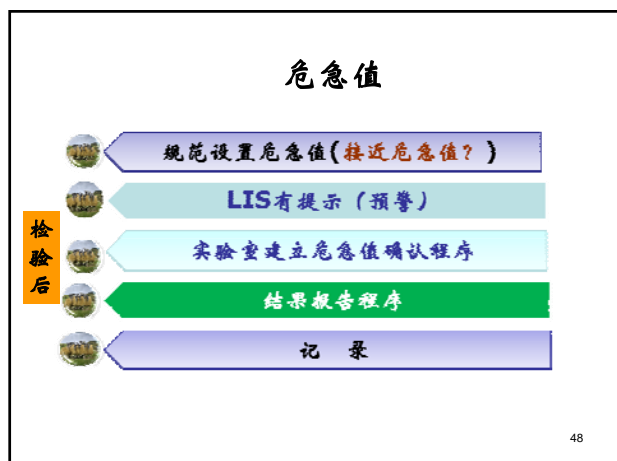 危急值
规范设置危急值(接近危急值？)
LIS有提示（预警）
检验后
实验室建立危急值确认程序
结果报告程序
记 录
48